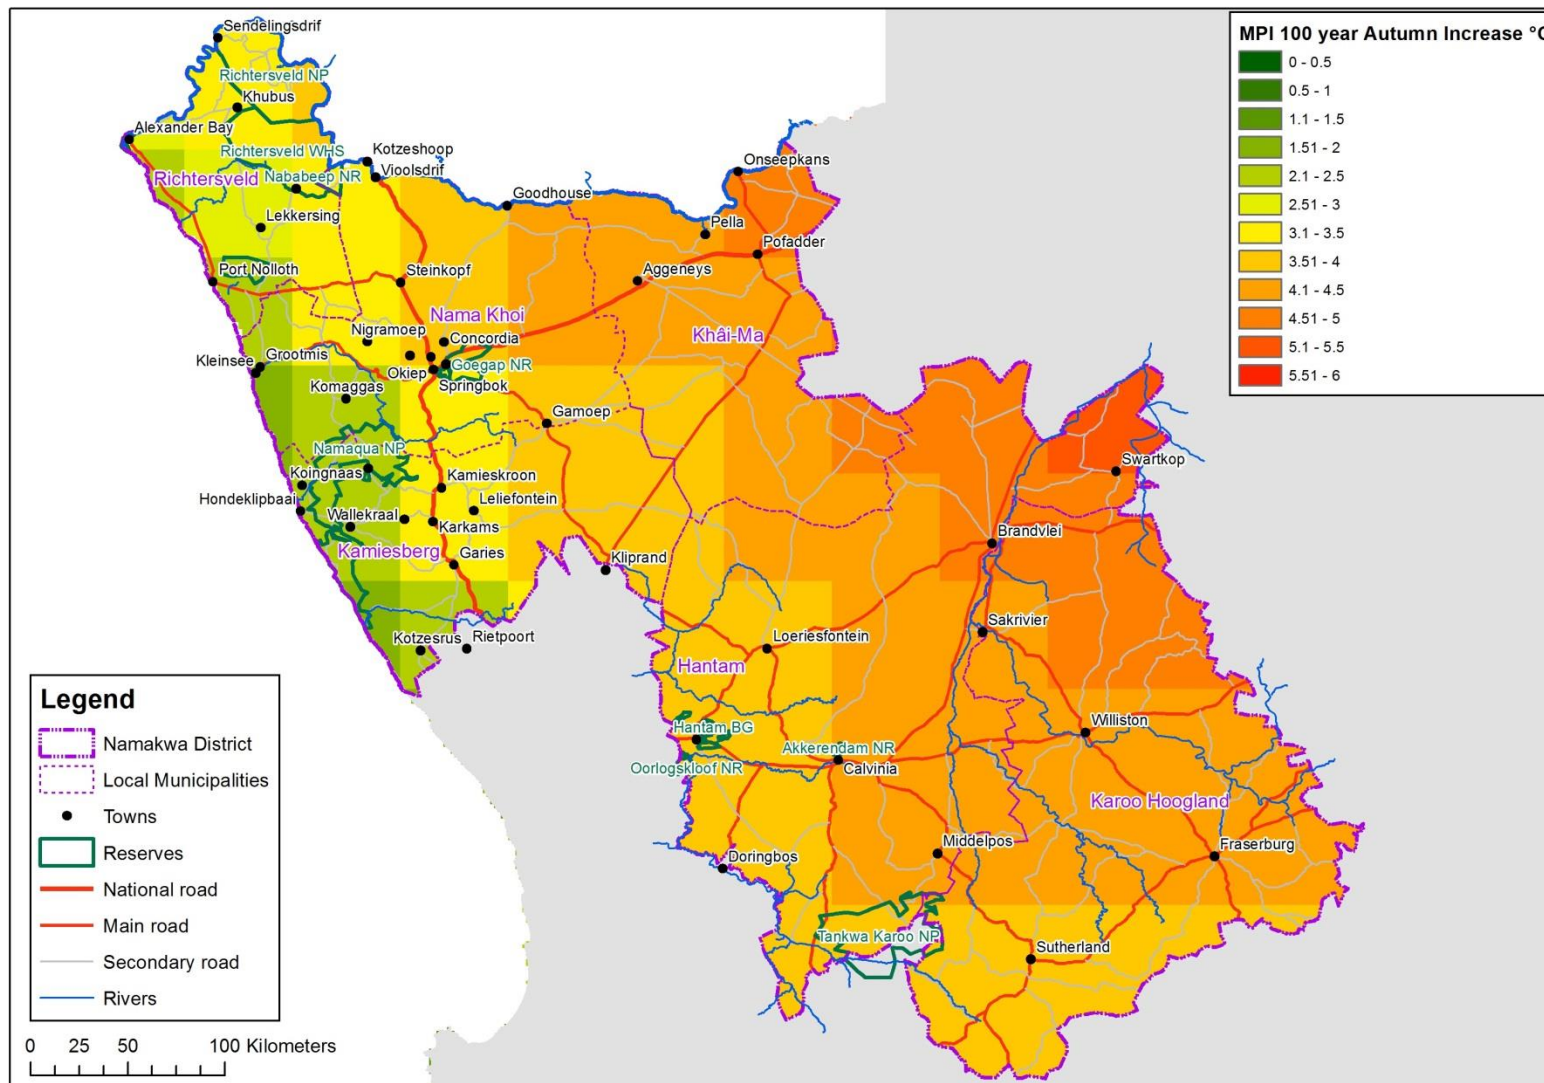 MPI 100 year Autumn Increase °C
0 - 0.5
0.5 - 1
1.1 - 1.5
1.51 - 2
2.1 - 2.5
2.51 - 3
3.1 - 3.5
3.51 - 4
4.1 - 4.5
4.51 - 5
5.1 - 5.5
5.51 - 6
Sendelingsdrif
Richtersveld NP
Khubus
Alexander Bay
Richtersveld WHS
Kotzeshoop
Vioolsdrif
Richtersveld
Nababeep NR
Onseepkans
Goodhouse
Lekkersing
Pella
Pofadder
Port Nolloth
Steinkopf
Aggeneys
Nama Khoi
Nigramoep
Concordia
Khâi-Ma
Kleinsee
Grootmis
Okiep
Goegap NR
Springbok
Komaggas
Gamoep
Namaqua NP
Koingnaas
Swartkop
Kamieskroon
Hondeklipbaai
Leliefontein
Wallekraal
Karkams
Brandvlei
Kamiesberg
Garies
Kliprand
Kotzesrus
Rietpoort
Loeriesfontein
Sakrivier
Hantam
Hantam BG
Williston
Akkerendam NR
Oorlogskloof NR
Calvinia
Karoo Hoogland
Middelpos
Fraserburg
Doringbos
Tankwa Karoo NP
Sutherland
Legend
Namakwa District
Local Municipalities
Towns
Reserves
National road
Main road
Secondary road
Rivers
0 25 50 100 Kilometers